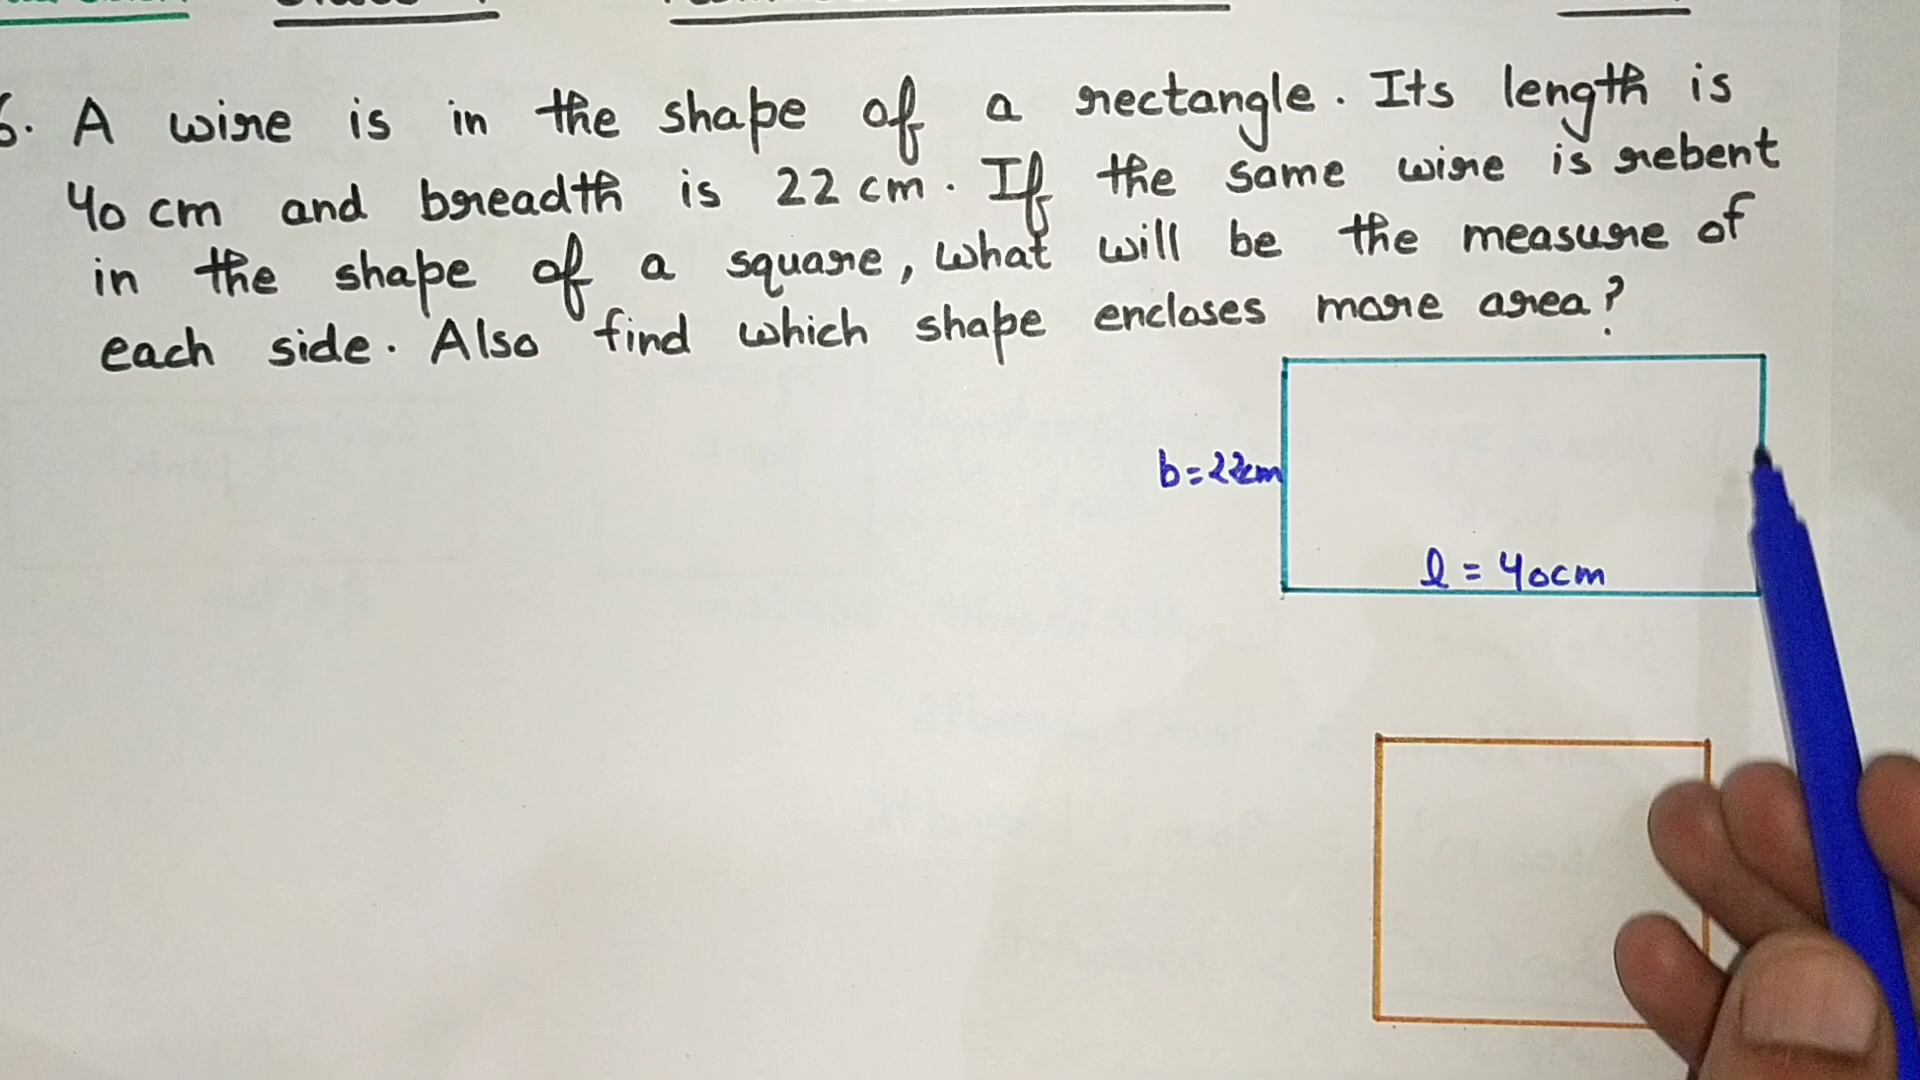 6. A wire is in the shape of a rectangle. Its length is
40 cm and breadth is 22 cm. If the same wire is rebent
in the shape of a square, what will be the measure of
each side. Also find which shape encloses more area?
b=22cm
l = 40cm